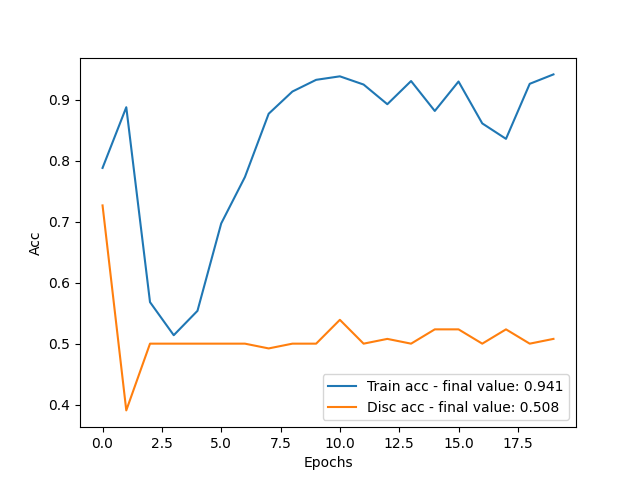 0.9
0.8
0.7
0.6
0.5
0.4
Acc
0.0 2.5 5.0 7.5 10.0 12.5 15.0 17.5
Epochs
Train acc - final value: 0.941
Disc acc - final value: 0.508